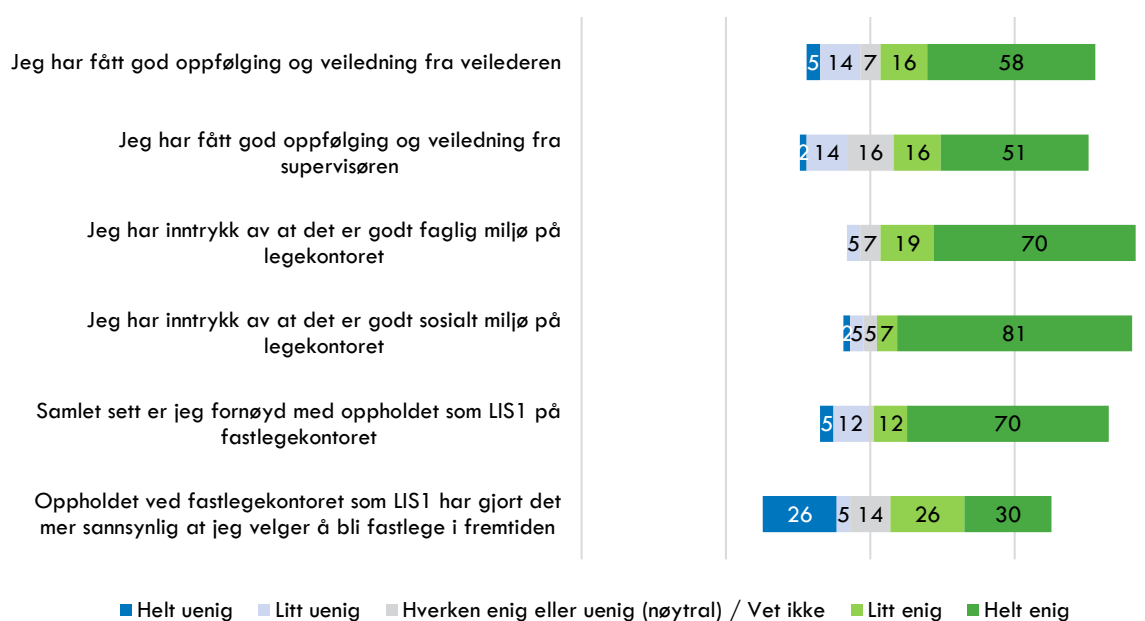 Jeg har fått god oppfølging og veiledning fra veilederen
5 14 7 16 58
Jeg har fått god oppfølging og veiledning fra
supervisøren
2 14 16 16 51
Jeg har inntrykk av at det er godt faglig miljø på
legekontoret
5 7 19 70
Jeg har inntrykk av at det er godt sosialt miljø på
legekontoret
2 5 5 7 81
Samlet sett er jeg fornøyd med oppholdet som LIS1 på
fastlegekontoret
5 12 12 70
Oppholdet ved fastlegekontoret som LIS1 har gjort det
mer sannsynlig at jeg velger å bli fastlege i fremtiden
26 5 14 26 30
Helt uenig Litt uenig Hverken enig eller uenig (nøytral) / Vet ikke Litt enig Helt enig